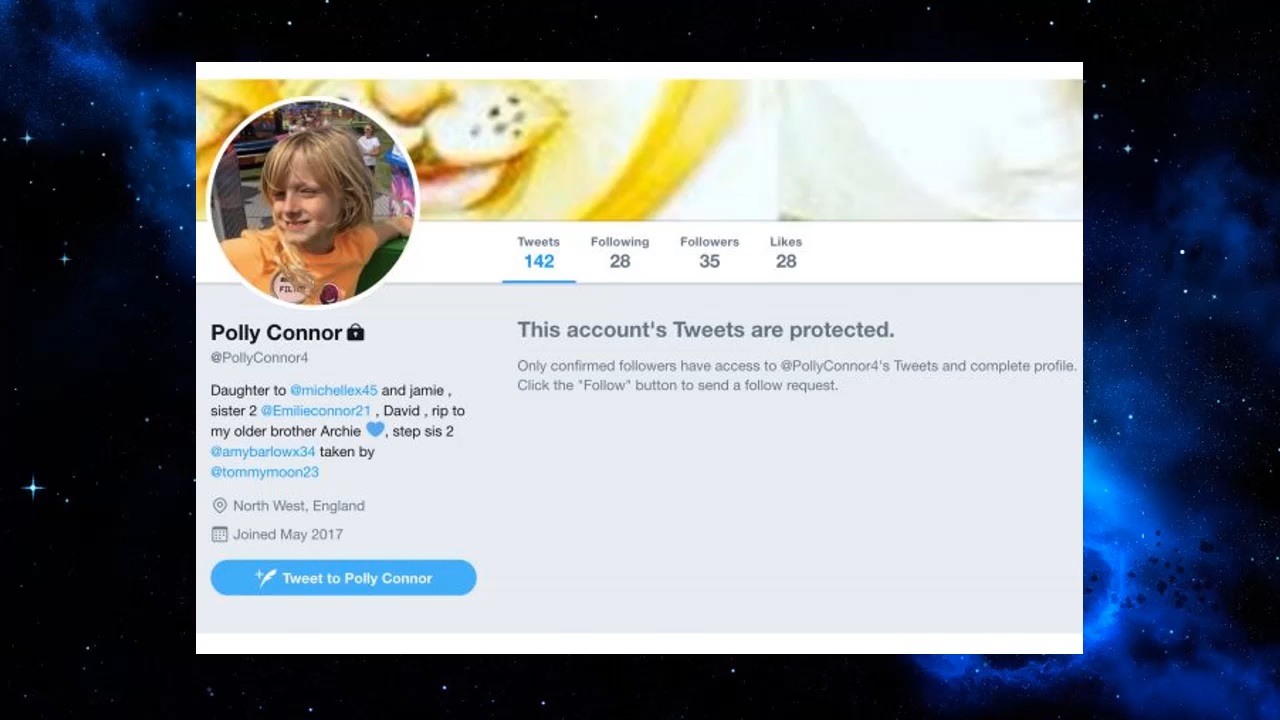 Tweets Following Followers Likes
142 28 35 28
Polly Connor
@PollyConnor4
Daughter to @michellex45 and jamie ,
sister 2 @Emilieconnor21 , David , rip to
my older brother Archie 💙, step sis 2
@amybarlowx34 taken by
@tommymoon23
North West, England
Joined May 2017
Tweet to Polly Connor
This account's Tweets are protected.
Only confirmed followers have access to @PollyConnor4's Tweets and complete profile.
Click the "Follow" button to send a follow request.